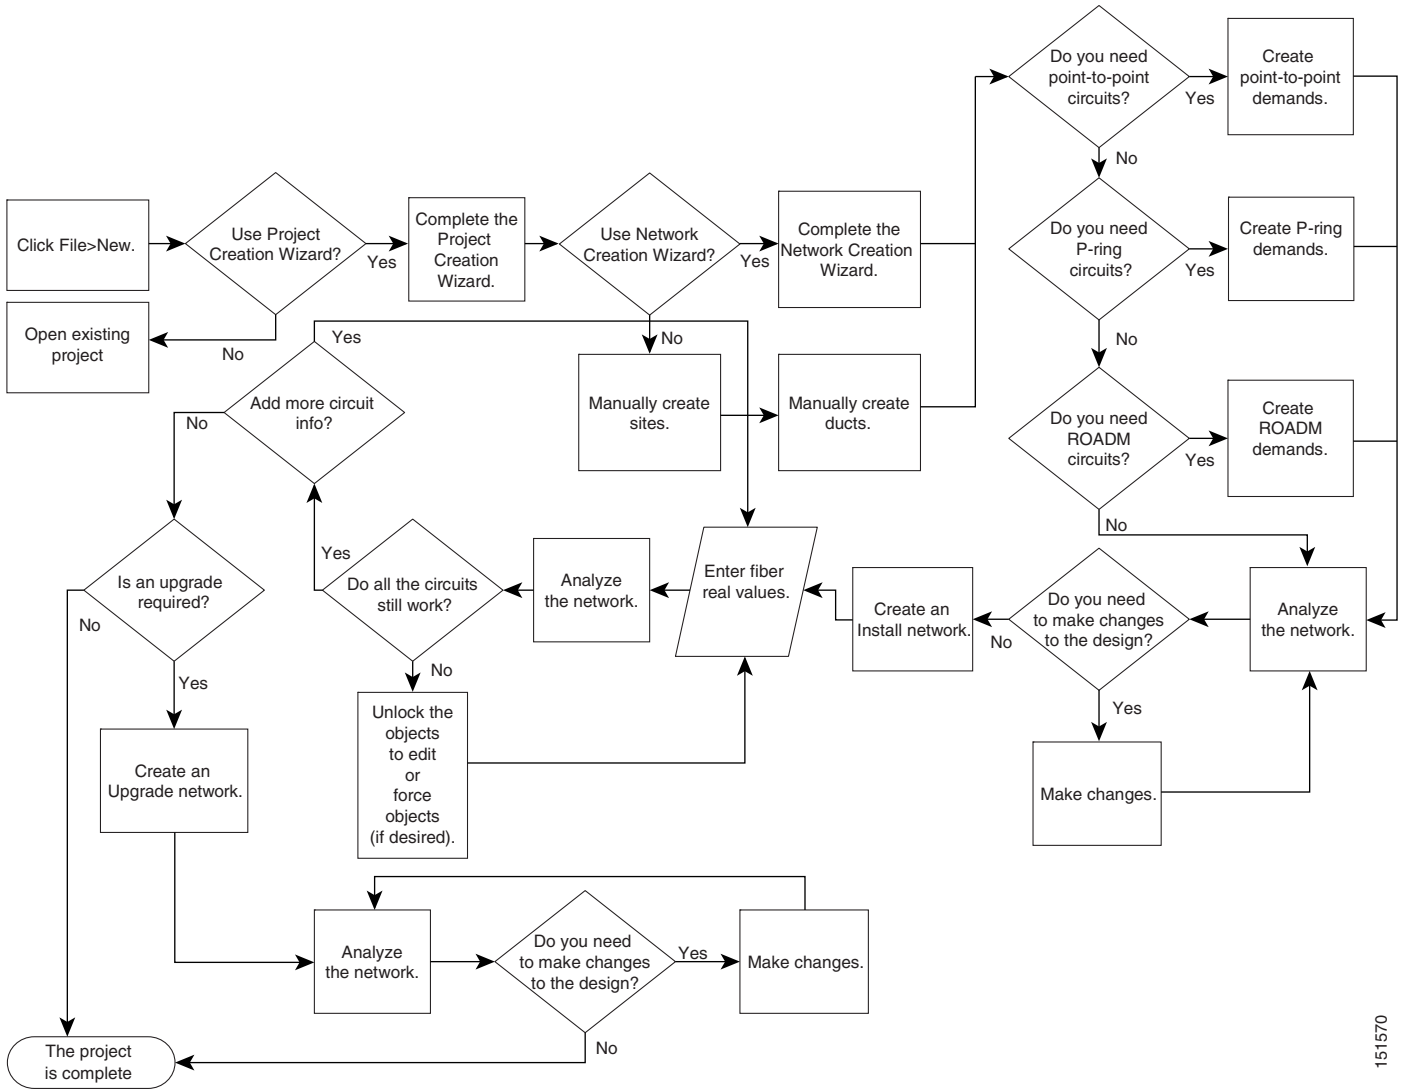 Do you need
point-to-point
circuits?
Yes
Create
point-to-point
demands.
No
Click File>New.
Use Project
Creation Wizard?
Yes
Complete the
Project
Creation
Wizard.
Use Network
Creation Wizard?
Yes
Complete the
Network Creation
Wizard.
Do you need
P-ring
circuits?
Yes
Create P-ring
demands.
Open existing
project
No
Yes
No
No
Add more circuit
info?
No
Manually create
sites.
Manually create
ducts.
Do you need
ROADM
circuits?
Yes
Create
ROADM
demands.
No
Is an upgrade
required?
No
Yes
Yes
Do all the circuits
still work?
No
Analyze
the network.
Enter fiber
real values.
Create an
Install network.
No
Do you need
to make changes
to the design?
Yes
Analyze
the network.
Unlock the
objects
to edit
or
force
objects
(if desired).
Create an
Upgrade network.
Make changes.
Analyze
the network.
Do you need
to make changes
to the design?
Yes
Make changes.
No
The project
is complete
151570